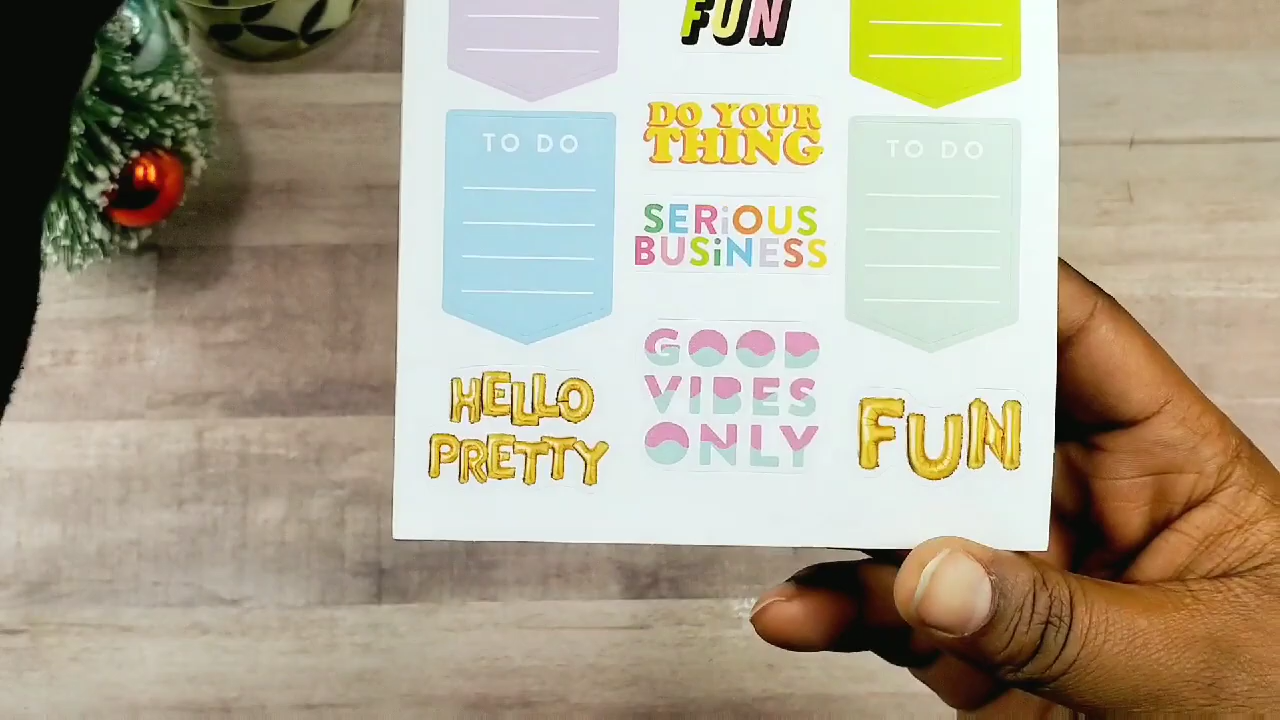 FUN
TO DO
DO YOUR
THING
TO DO
SERiOUS
BUSiNESS
HELLO
PRETTY
GOOD
VIBES
ONLY
FUN